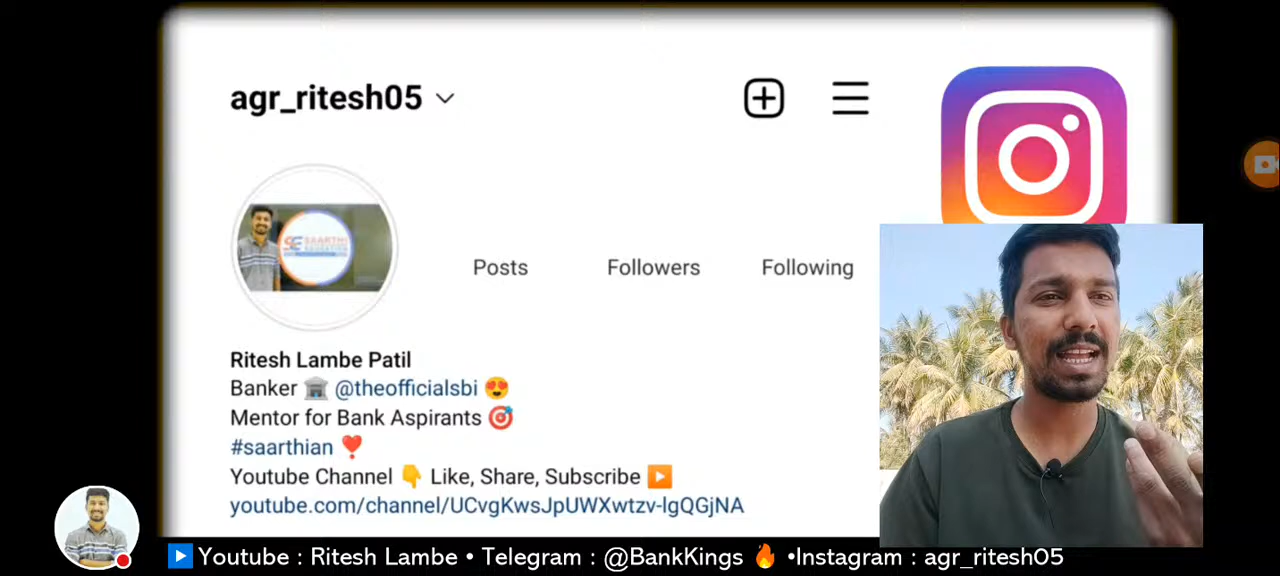 agr_ritesh05
SAARTHI
Posts Followers Following
Ritesh Lambe Patil
Banker 🏦 @theofficialsbi 😍
Mentor for Bank Aspirants 🎯
#saarthian ❣️
Youtube Channel 👇 Like, Share, Subscribe ▶️
youtube.com/channel/UCvgKwsJpUWXwtzv-lgQGjNA
▶️ Youtube : Ritesh Lambe • Telegram : @BankKings 🔥 •Instagram : agr_ritesh05